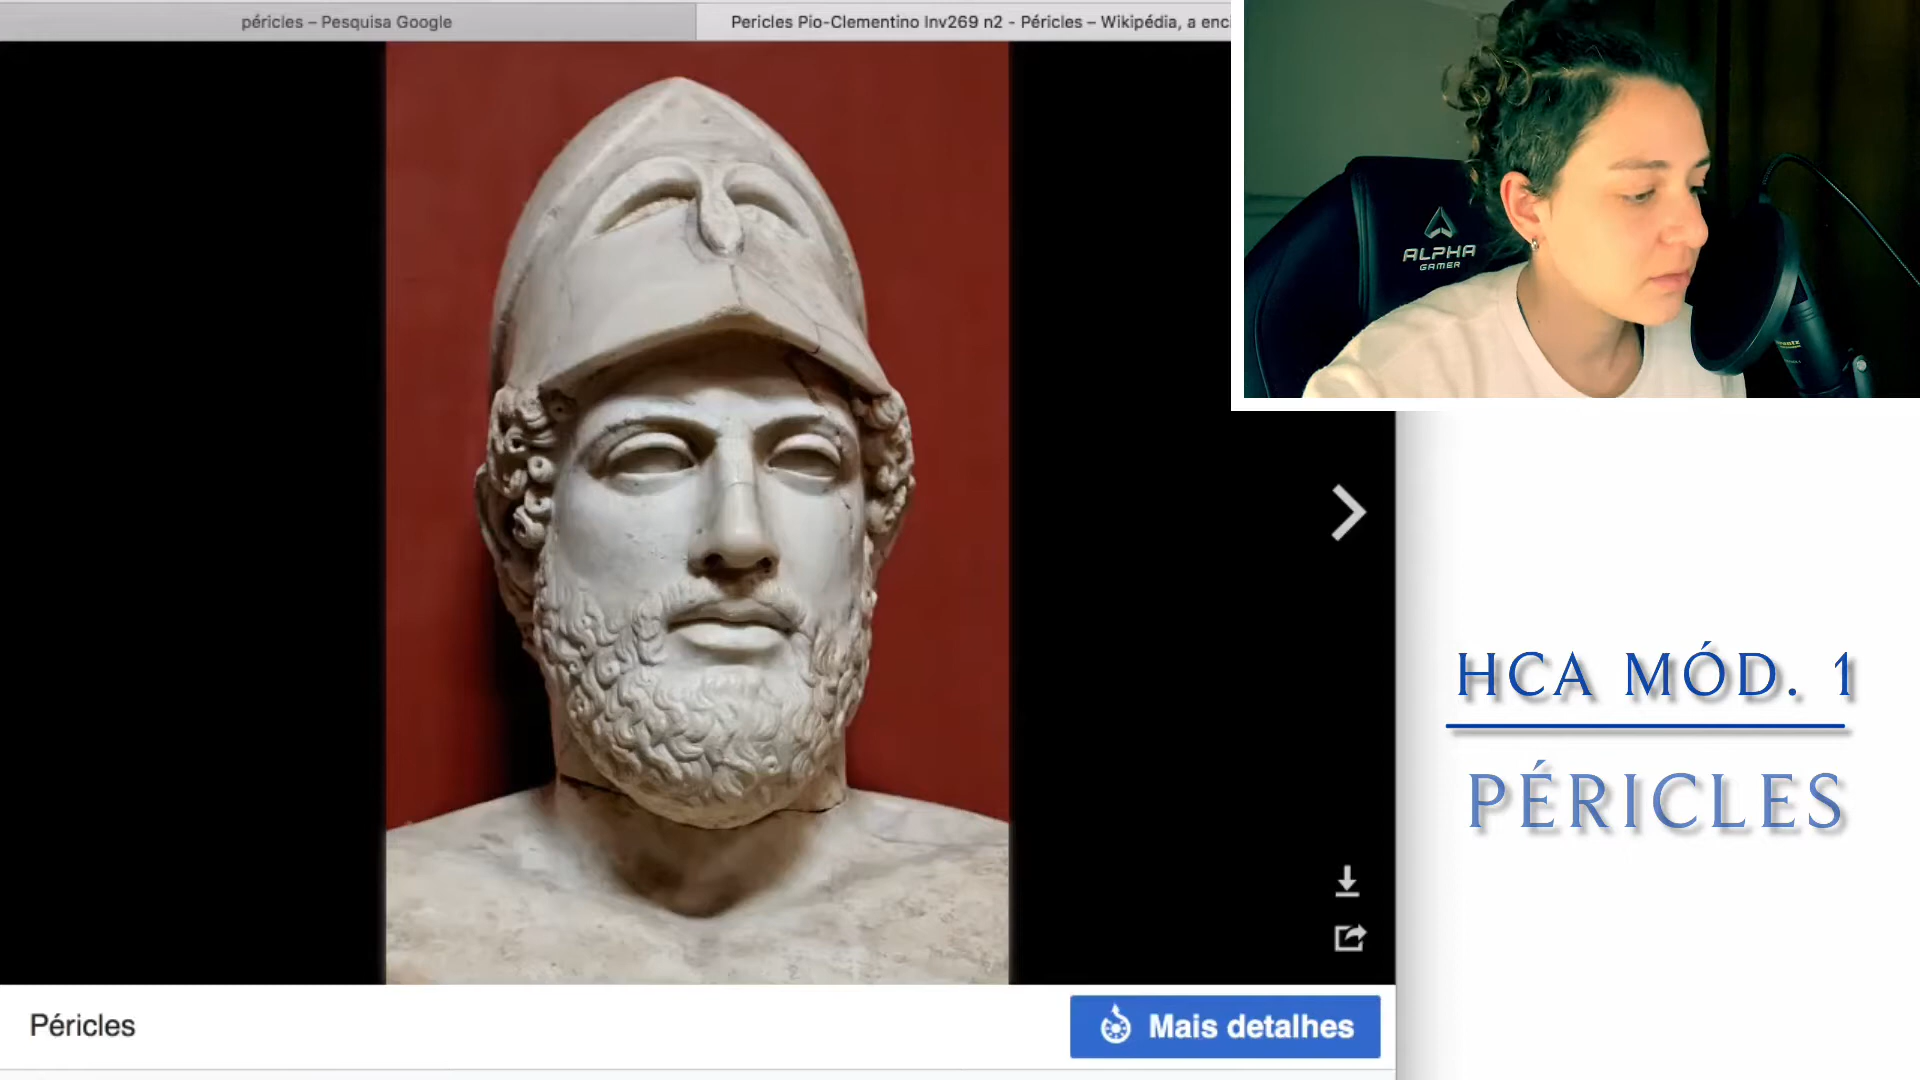 péricles – Pesquisa Google
Pericles Pio-Clementino Inv269 n2 - Péricles – Wikipédia, a enc
ALPHA
GAMER
HCA MÓD. 1
PÉRICLES
Péricles
Mais detalhes